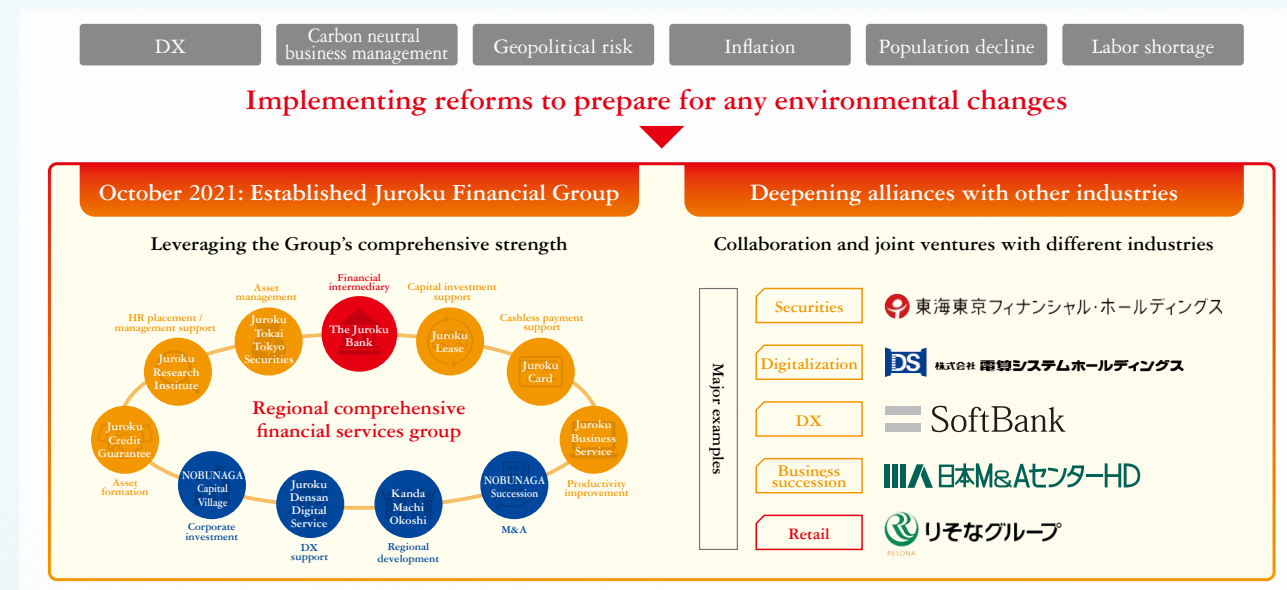 DX
Carbon neutral
business management
Geopolitical risk
Inflation
Population decline
Labor shortage
Implementing reforms to prepare for any environmental changes
October 2021: Established Juroku Financial Group
Leveraging the Group's comprehensive strength
Financial
intermediary
The Juroku
Bank
Capital investment
support
Juroku
Lease
Cashless payment
support
Juroku
Card
Juroku
Business
Service
Productivity
improvement
NOBUNAGA
Succession
M&A
Kanda
Machi
Okoshi
Regional
development
Juroku
Densan
Digital
Service
DX
support
NOBUNAGA
Capital
Village
Corporate
investment
Juroku
Credit
Guarantee
Asset
formation
HR placement /
management support
Juroku
Research
Institute
Asset
management
Juroku
Tokai
Tokyo
Securities
Regional comprehensive
financial services group
Deepening alliances with other industries
Collaboration and joint ventures with different industries
Major examples
Securities
東海東京フィナンシャル・ホールディングス
Digitalization
DS 株式会社 電算システムホールディングス
DX
SoftBank
Business
succession
日本M&AセンターHD
Retail
りそなグループ
RESONA